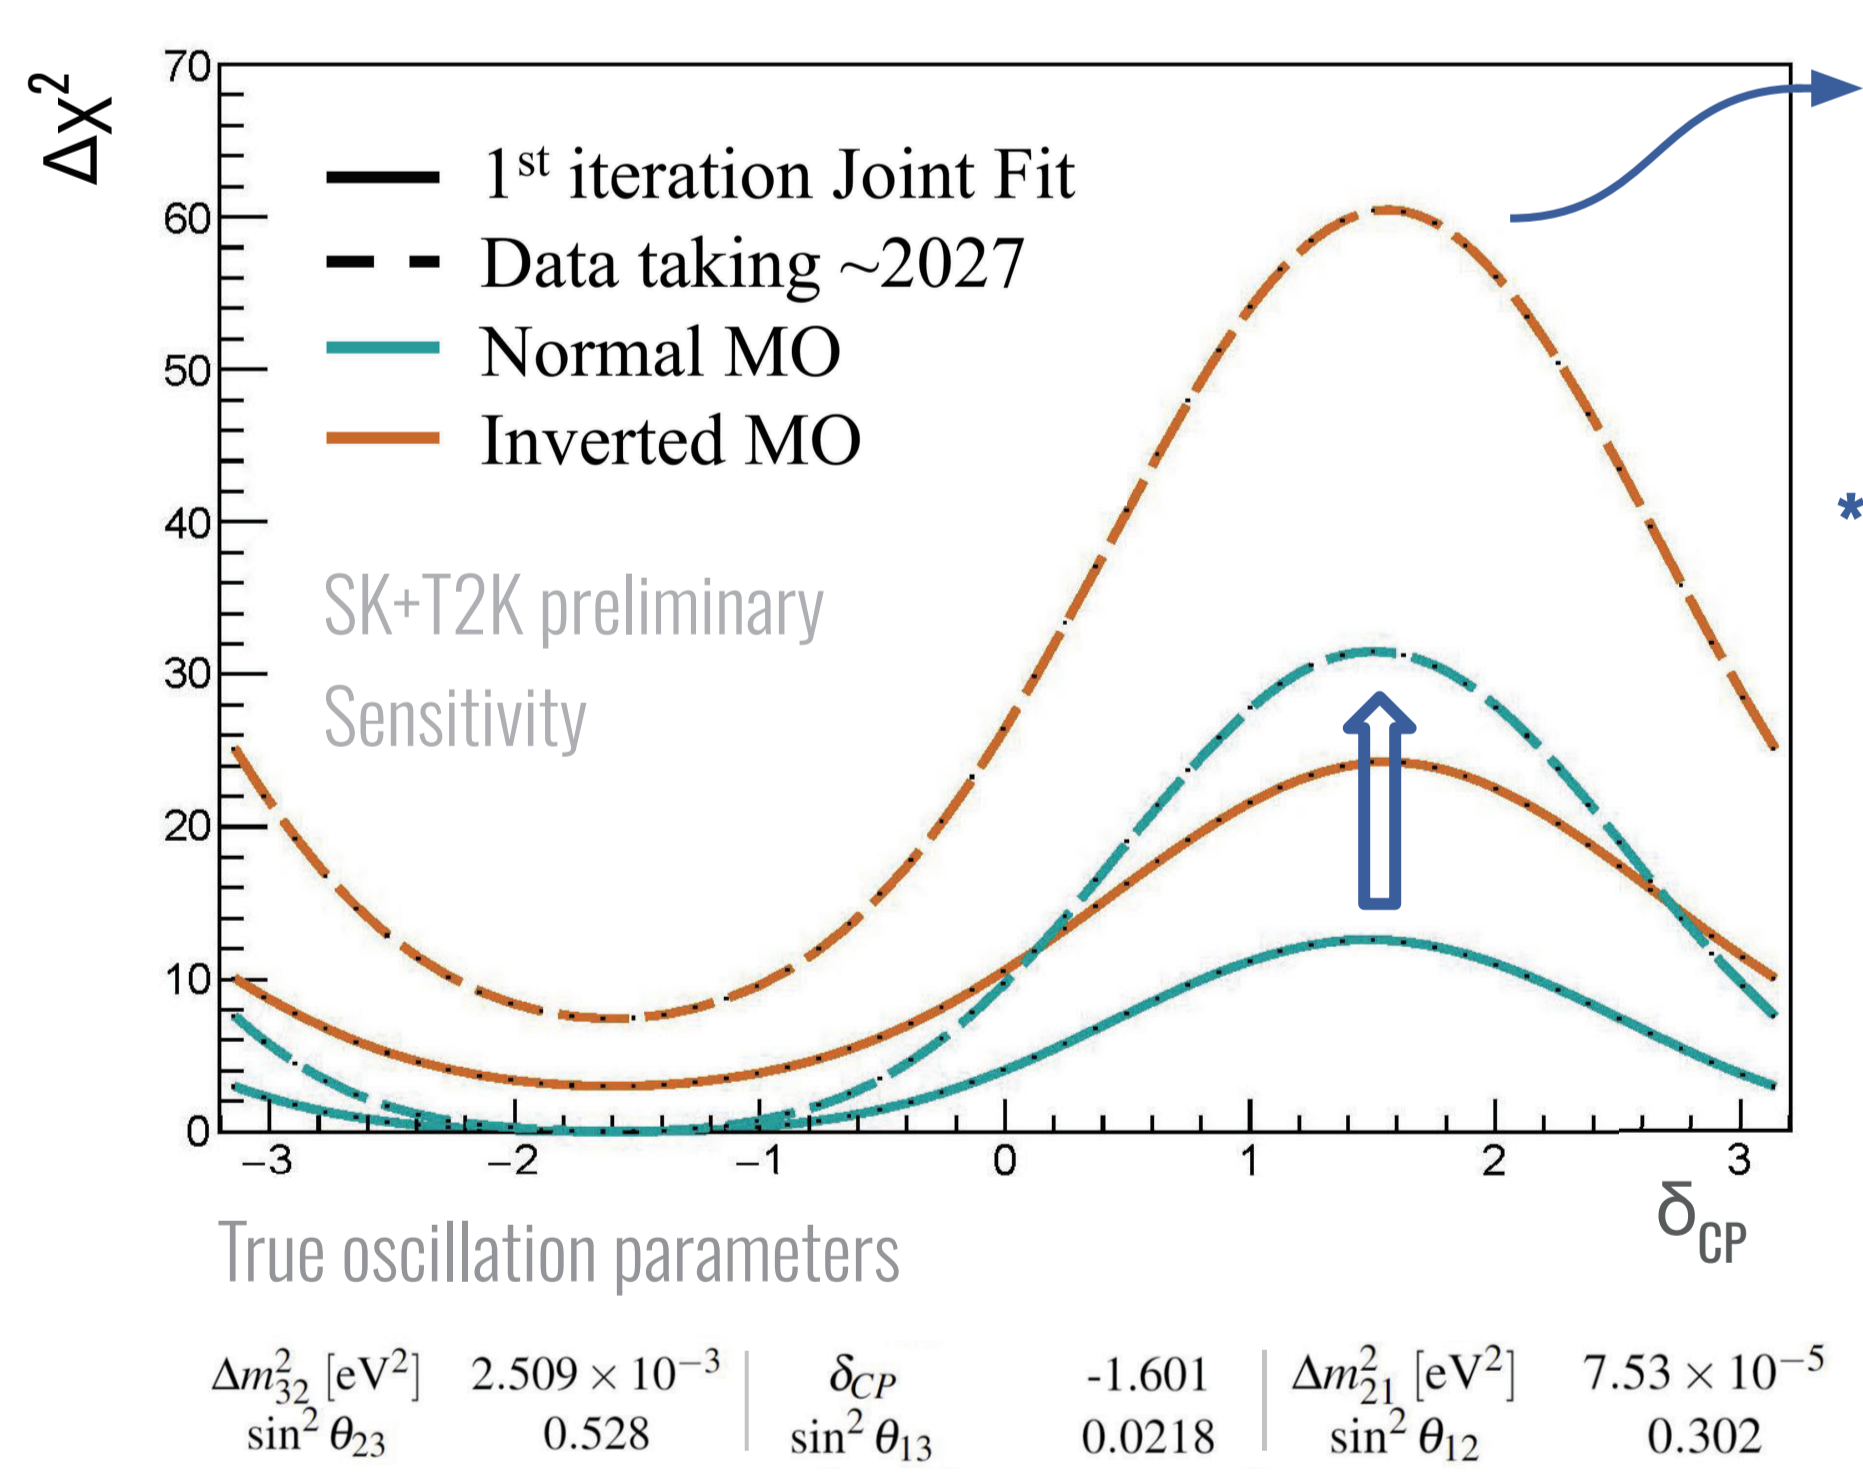 Δχ²
70
60
50
40
30
20
10
0
1st iteration Joint Fit
Data taking ~2027
Normal MO
Inverted MO
SK+T2K preliminary
Sensitivity
*
−3 −2 −1 0 1 2 3
δCP
True oscillation parameters
Δm²₃₂ [eV²] 2.509 × 10⁻³ δCP -1.601 Δm²₂₁ [eV²] 7.53 × 10⁻⁵
sin² θ₂₃ 0.528 sin² θ₁₃ 0.0218 sin² θ₁₂ 0.302